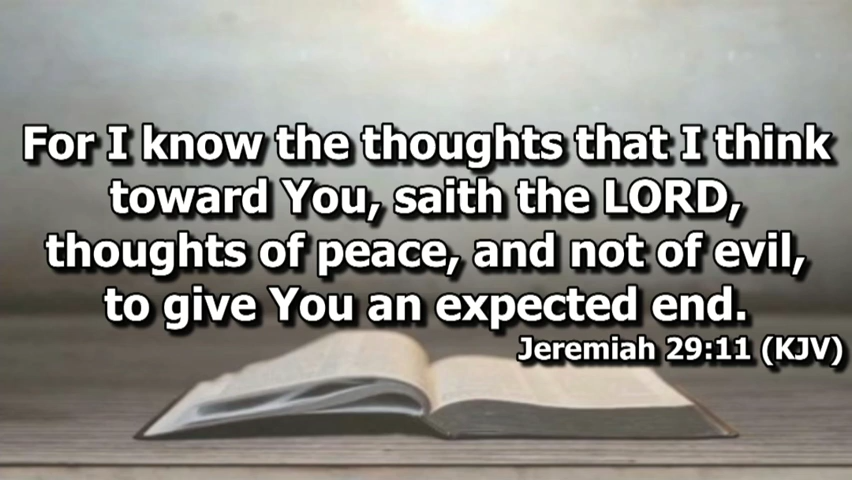 For I know the thoughts that I think
toward You, saith the LORD,
thoughts of peace, and not of evil,
to give You an expected end.
Jeremiah 29:11 (KJV)